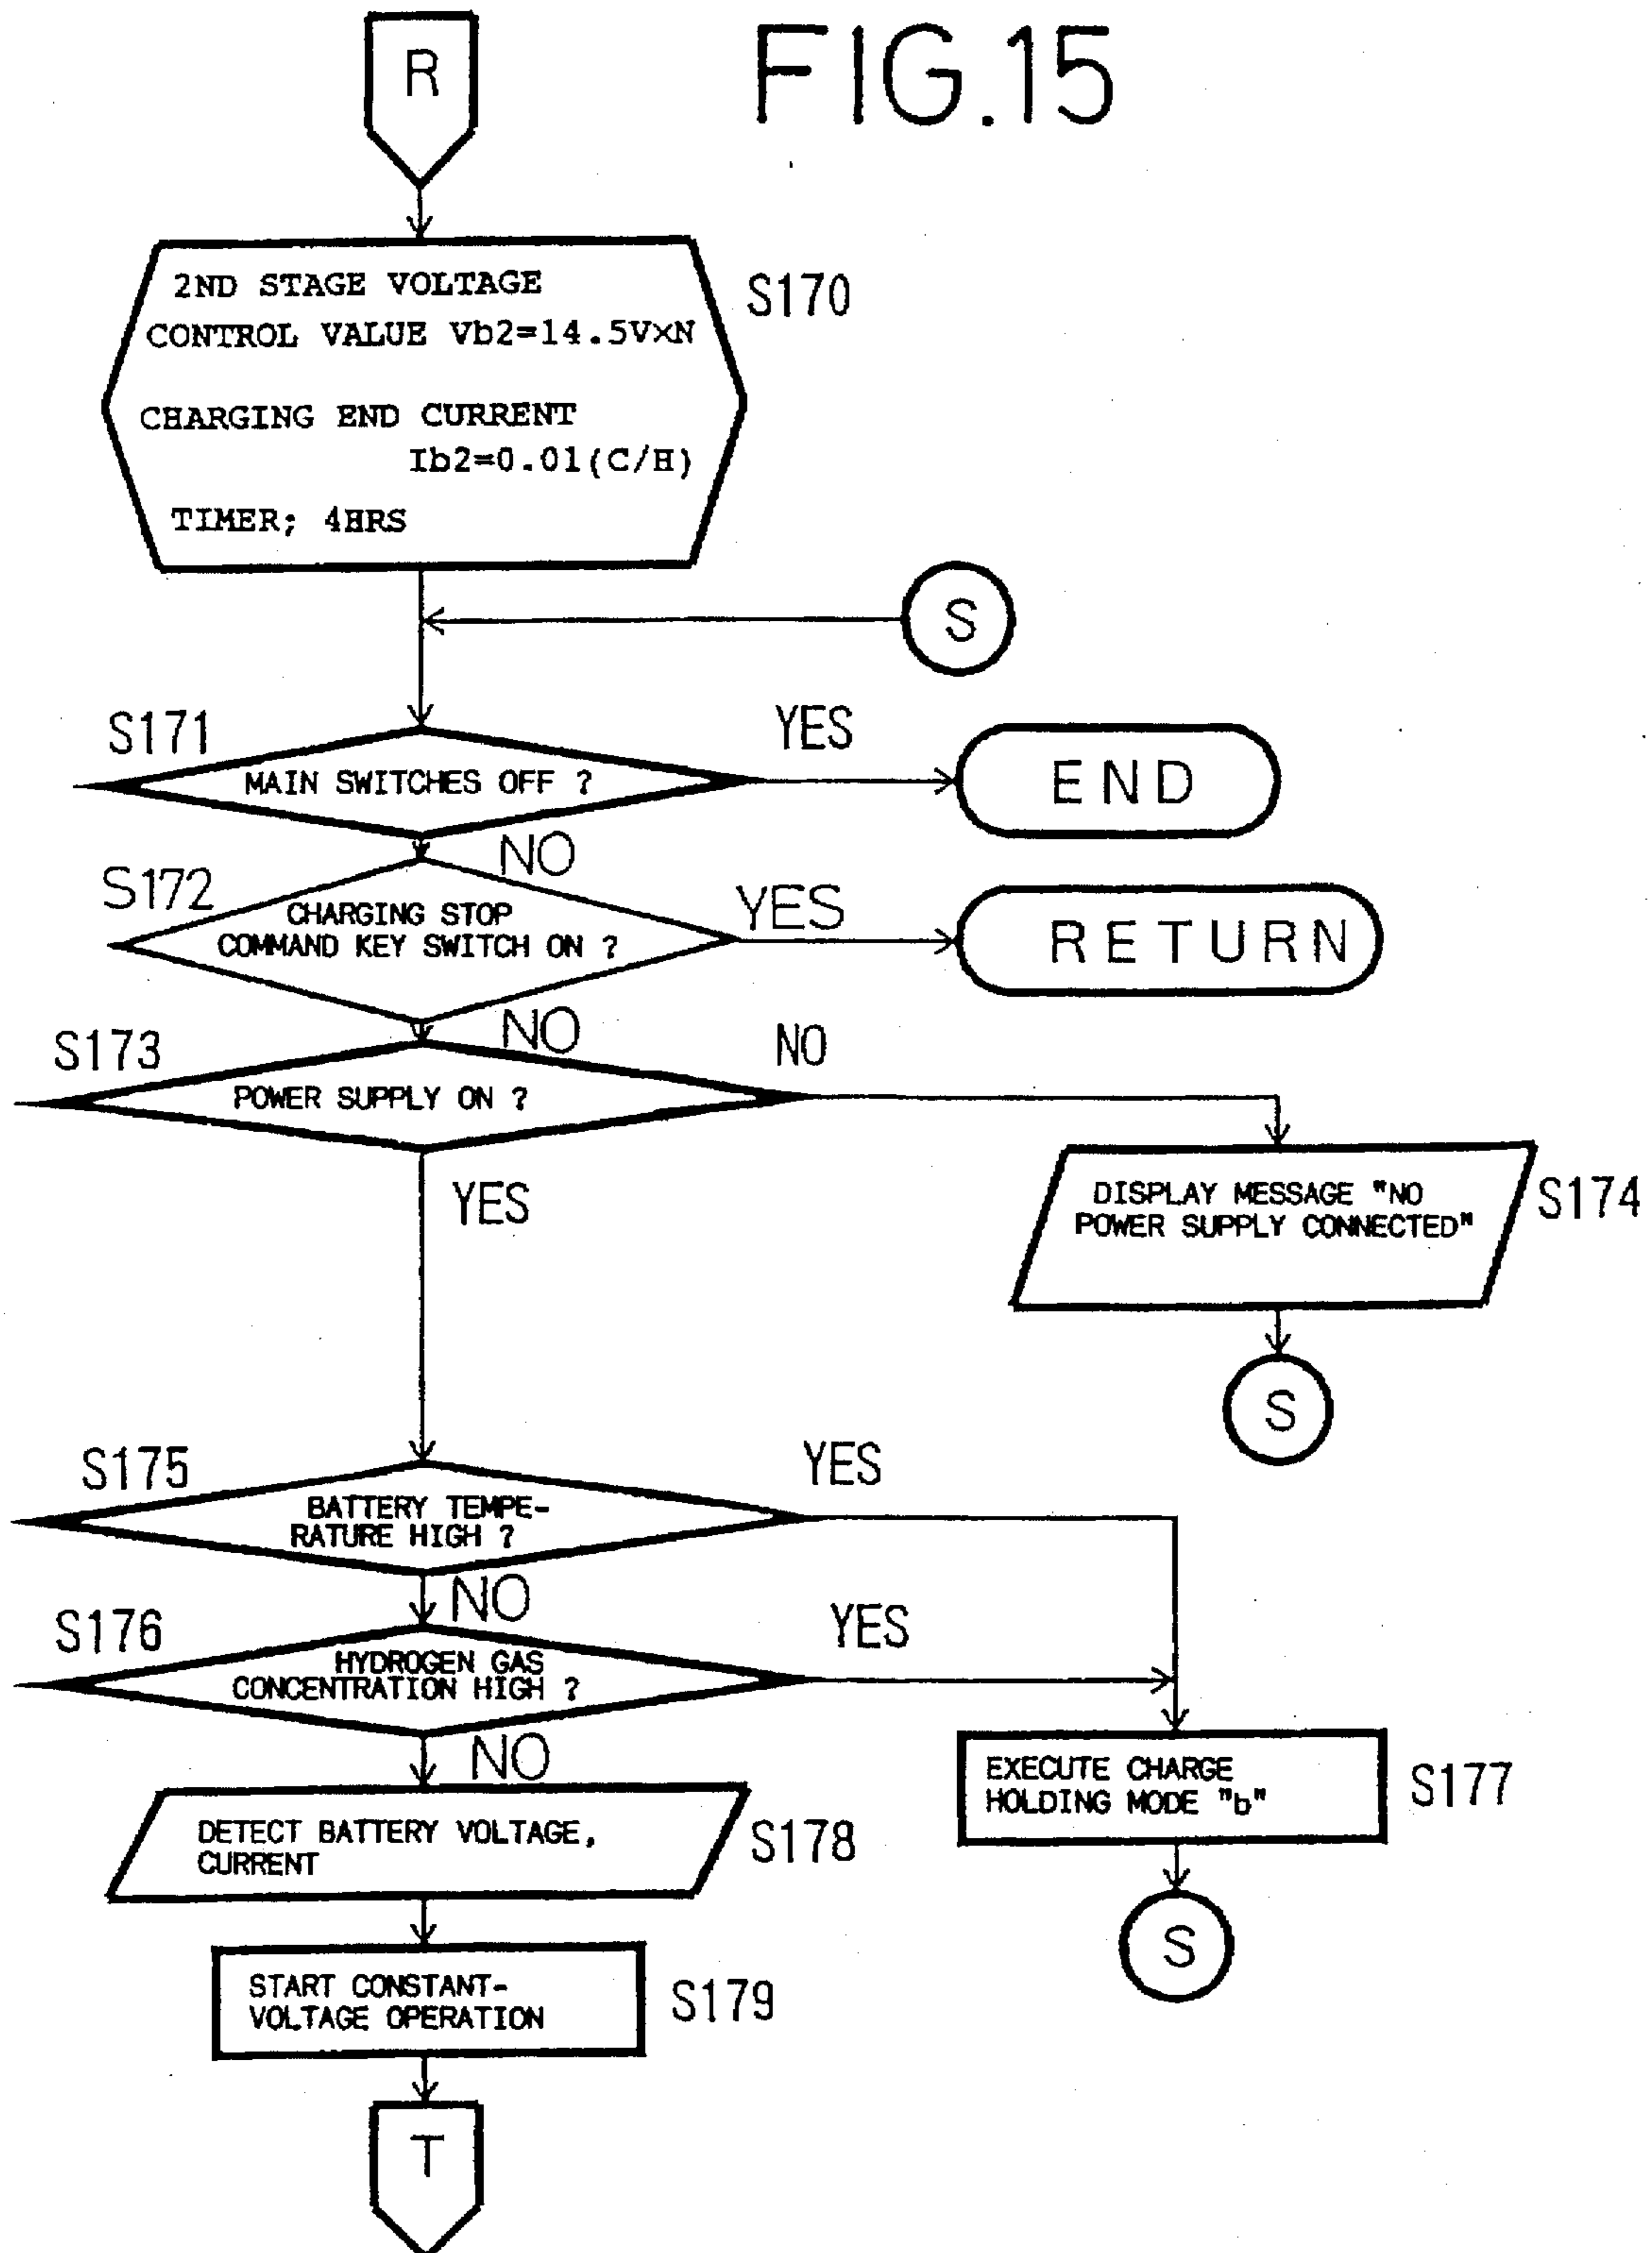 FIG.15
R
2ND STAGE VOLTAGE
CONTROL VALUE Vb2=14.5V×N
CHARGING END CURRENT
Ib2=0.01(C/H)
TIMER; 4HRS
S170
S
S171
MAIN SWITCHES OFF ?
YES
END
NO
S172
CHARGING STOP
COMMAND KEY SWITCH ON ?
YES
RETURN
NO
S173
POWER SUPPLY ON ?
NO
YES
DISPLAY MESSAGE "NO
POWER SUPPLY CONNECTED"
S174
S
S175
BATTERY TEMPE-
RATURE HIGH ?
YES
NO
S176
HYDROGEN GAS
CONCENTRATION HIGH ?
YES
NO
EXECUTE CHARGE
HOLDING MODE "b"
S177
S
DETECT BATTERY VOLTAGE,
CURRENT
S178
START CONSTANT-
VOLTAGE OPERATION
S179
T